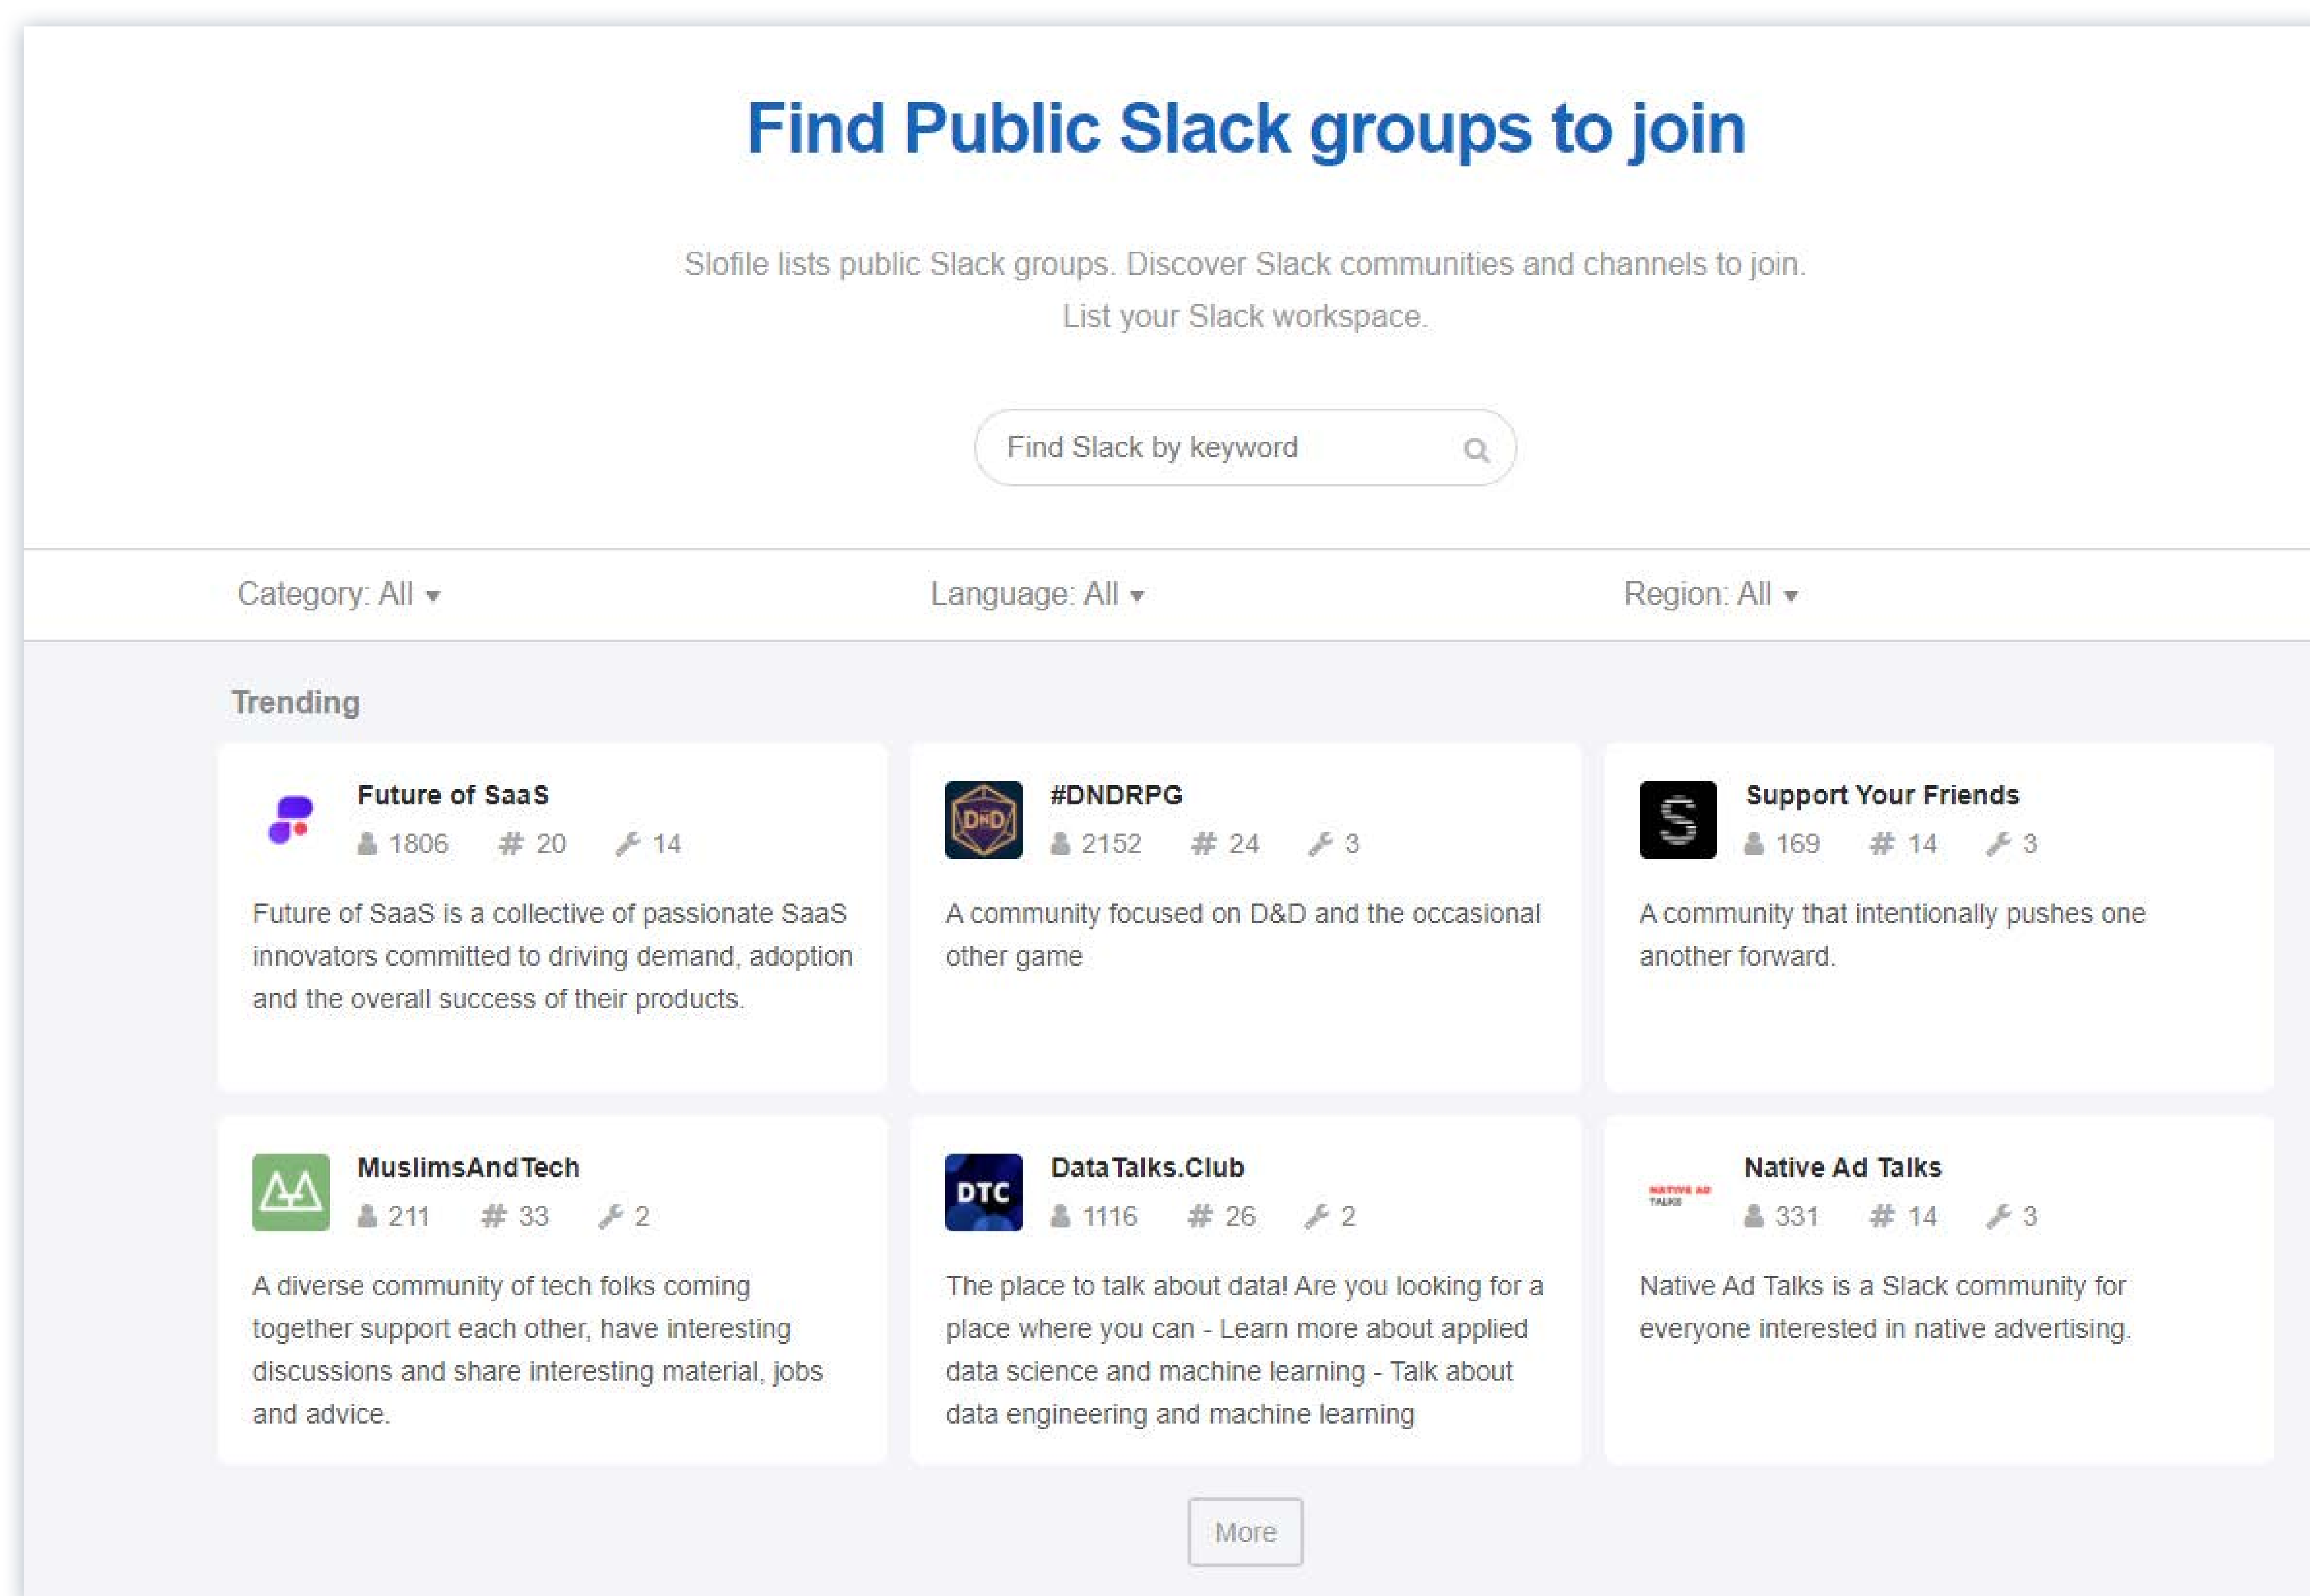 Find Public Slack groups to join
Slofile lists public Slack groups. Discover Slack communities and channels to join.
List your Slack workspace.
Find Slack by keyword
Category: All ▾
Language: All ▾
Region: All ▾
Trending
Future of SaaS
1806 # 20 14
Future of SaaS is a collective of passionate SaaS
innovators committed to driving demand, adoption
and the overall success of their products.
DND
#DNDRPG
2152 # 24 3
A community focused on D&D and the occasional
other game
S
Support Your Friends
169 # 14 3
A community that intentionally pushes one
another forward.
MuslimsAndTech
211 # 33 2
A diverse community of tech folks coming
together support each other, have interesting
discussions and share interesting material, jobs
and advice.
DTC
DataTalks.Club
1116 # 26 2
The place to talk about data! Are you looking for a
place where you can - Learn more about applied
data science and machine learning - Talk about
data engineering and machine learning
NATIVE AD
TALKS
Native Ad Talks
331 # 14 3
Native Ad Talks is a Slack community for
everyone interested in native advertising.
More